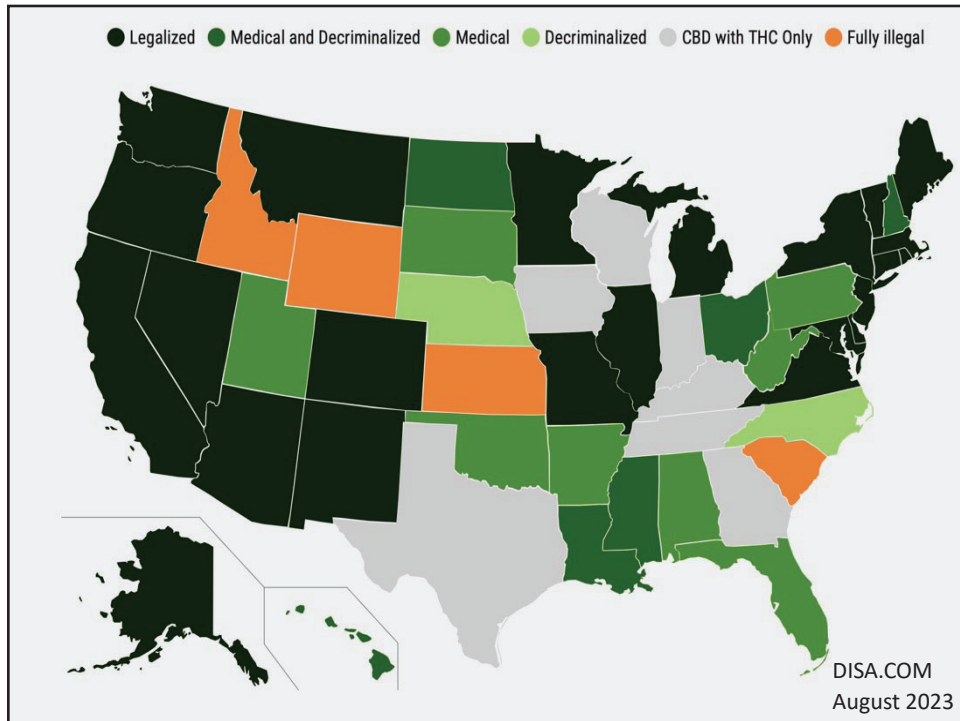 Legalized Medical and Decriminalized Medical Decriminalized CBD with THC Only Fully illegal
DISA.COM
August 2023